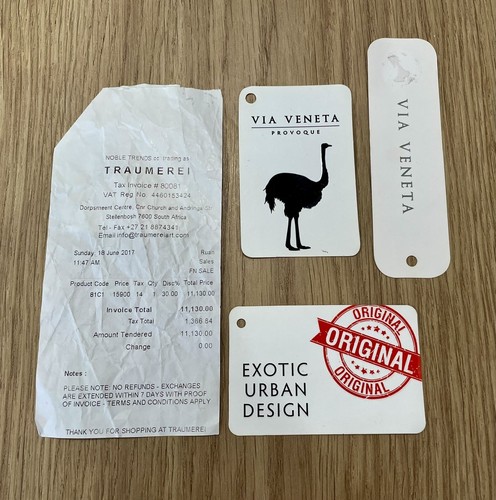 NOBLE TRENDS cc trading as
TRAUMEREI
Tax Invoice # 80081
VAT Reg No 4490153424
Dorpsmeent Centre, Cnr Church and Andringa St
Stellenbosh 7600 South Africa
Tel - Fax +27 21 8874341
Email info@traumereiart.com
Sunday, 18 June 2017 Ruan
11:47 AM Sales
FN SALE
Product Code Price Tax Qty Disc% Total Price
B1C1 15900 14 1 30.00 11,130.00
Invoice Total 11,130.00
Tax Total 1,366.84
Amount Tendered 11,130.00
Change 0.00
Notes :
PLEASE NOTE: NO REFUNDS - EXCHANGES
ARE EXTENDED WITHIN 7 DAYS WITH PROOF
OF INVOICE - TERMS AND CONDITIONS APPLY
THANK YOU FOR SHOPPING AT TRAUMEREI
VIA VENETA
PROVOQUE
VIA VENETA
EXOTIC
URBAN
DESIGN
ORIGINAL
ORIGINAL
ORIGINAL